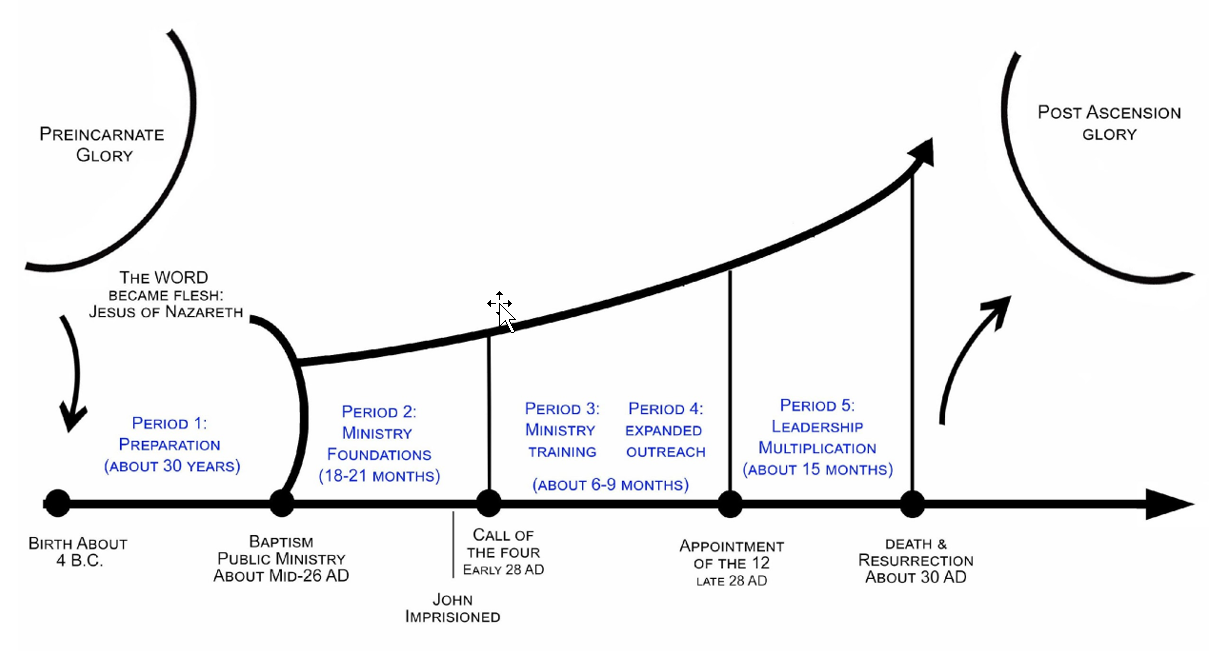 Preincarnate
Glory
Post Ascension
glory
The WORD
became flesh:
Jesus of Nazareth
Period 1:
Preparation
(about 30 years)
Period 2:
Ministry
Foundations
(18-21 months)
Period 3:
Ministry
training
Period 4:
expanded
outreach
(about 6-9 months)
Period 5:
Leadership
Multiplication
(about 15 months)
Birth About
4 B.C.
Baptism
Public Ministry
About Mid-26 AD
John
Imprisioned
Call of
the four
Early 28 AD
Appointment
of the 12
late 28 AD
death &
Resurrection
About 30 AD